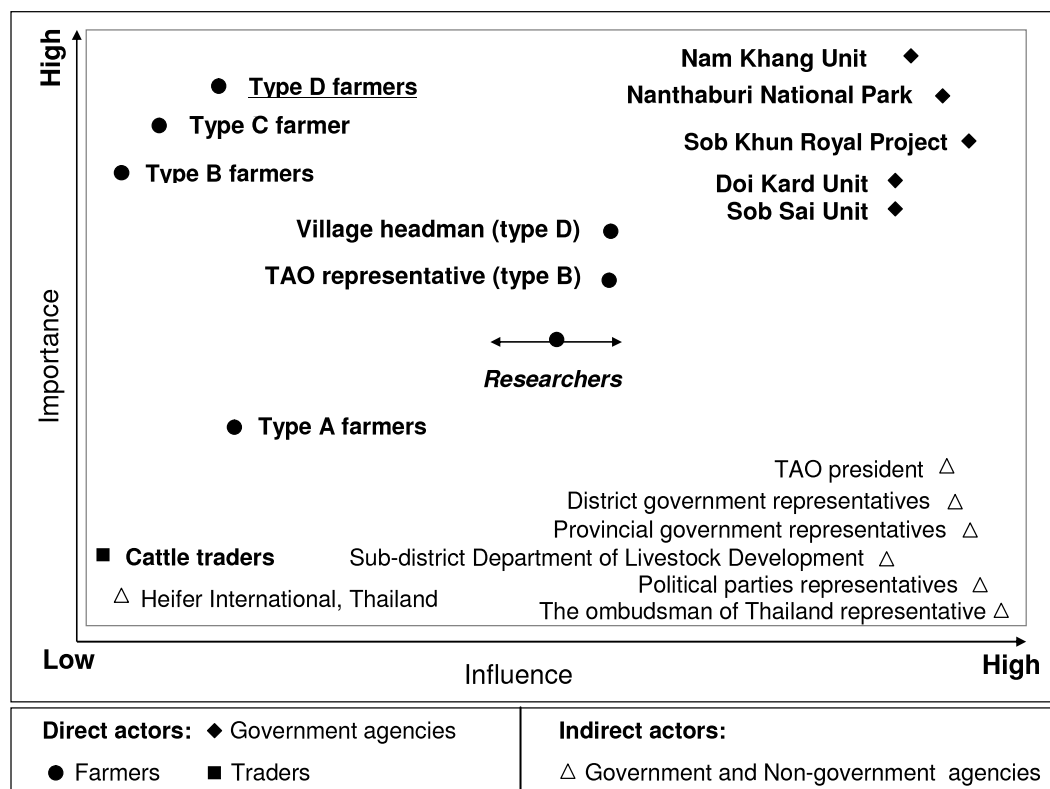 High
Nam Khang Unit
Type D farmers
Nanthaburi National Park
Type C farmer
Sob Khun Royal Project
Type B farmers
Doi Kard Unit
Sob Sai Unit
Village headman (type D)
TAO representative (type B)
Importance
Researchers
Type A farmers
TAO president
District government representatives
Provincial government representatives
Cattle traders
Sub-district Department of Livestock Development
Political parties representatives
Heifer International, Thailand
The ombudsman of Thailand representative
Low
Influence
High
Direct actors: Government agencies
Farmers Traders
Indirect actors:
Government and Non-government agencies